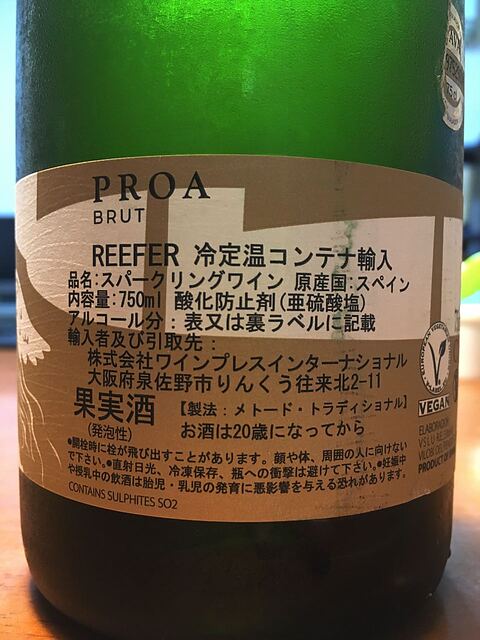 PROA
BRUT
REEFER 冷定温コンテナ輸入
品名:スパークリングワイン 原産国:スペイン
内容量:750ml 酸化防止剤(亜硫酸塩)
アルコール分:表又は裏ラベルに記載
輸入者及び引取先:
株式会社ワインプレスインターナショナル
大阪府泉佐野市りんくう往来北2-11
果実酒 【製法:メトード・トラディショナル】
(発泡性) お酒は20歳になってから
●開栓時に栓が飛び出すことがあります。顔や体、周囲の人に向けない
で下さい。●直射日光、冷凍保存、瓶への衝撃は避けて下さい。●妊娠中
や授乳中の飲酒は胎児・乳児の発育に悪影響を与える恐れがあります。
CONTAINS SULPHITES SO2
EUROPEAN VEGETARIAN
V
VEGAN
ELABORADOR
PRODUCT OF